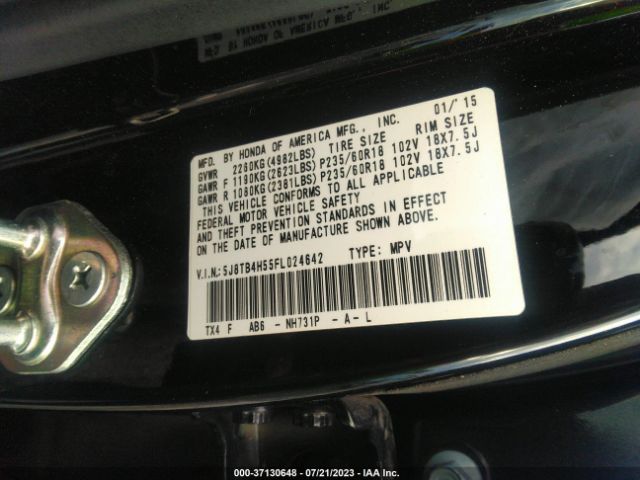 MFD. BY HONDA OF AMERICA MFG., INC. 01/'15
GVWR 2260KG(4982LBS) TIRE SIZE RIM SIZE
GAWR F 1190KG(2623LBS)P235/60R18 102V 18X7.5J
GAWR R 1080KG(2381LBS)P235/60R18 102V 18X7.5J
THIS VEHICLE CONFORMS TO ALL APPLICABLE
FEDERAL MOTOR VEHICLE SAFETY
AND THEFT PREVENTION STANDARDS IN EFFECT
ON THE DATE OF MANUFACTURE SHOWN ABOVE.
V.I.N.:5J8TB4H55FL024642 TYPE: MPV
TX4 F AB6 - NH731P - A - L
000-37130648 - 07/21/2023 - IAA Inc.